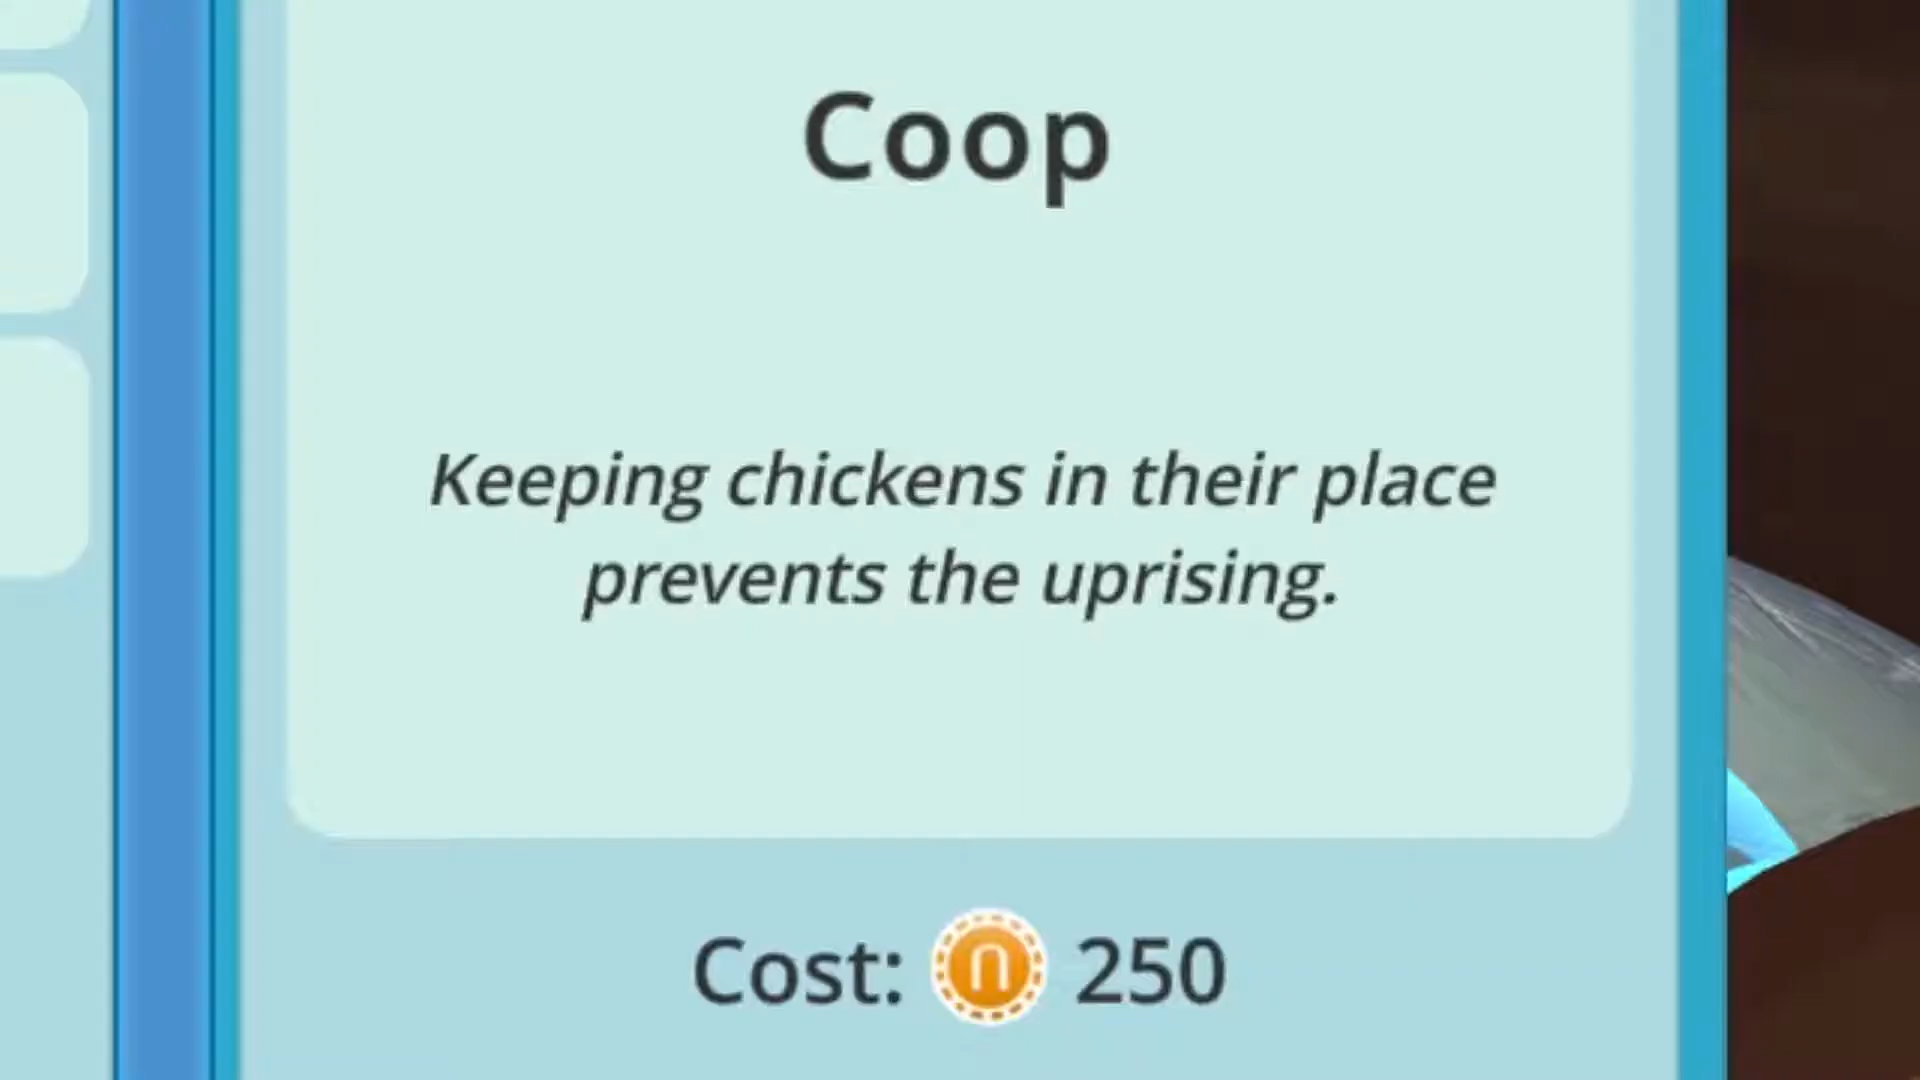 Coop
Keeping chickens in their place
prevents the uprising.
Cost: n 250